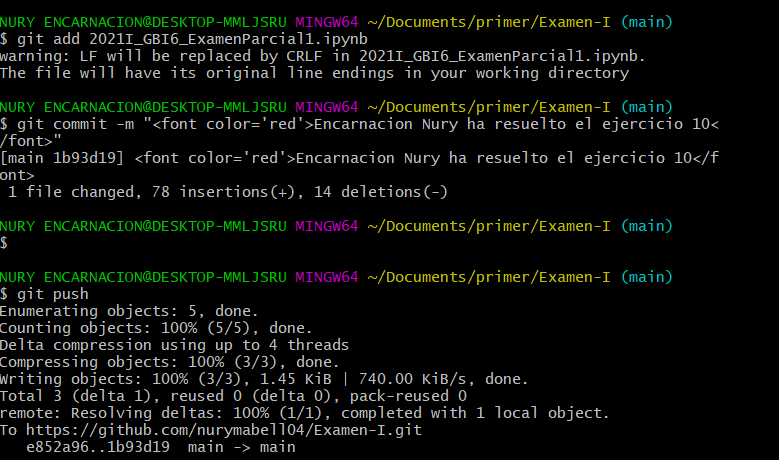 NURY ENCARNACION@DESKTOP-MMLJSRU MINGW64 ~/Documents/primer/Examen-I (main)
$ git add 2021I_GBI6_ExamenParcial1.ipynb
warning: LF will be replaced by CRLF in 2021I_GBI6_ExamenParcial1.ipynb.
The file will have its original line endings in your working directory
NURY ENCARNACION@DESKTOP-MMLJSRU MINGW64 ~/Documents/primer/Examen-I (main)
$ git commit -m "<font color='red'>Encarnacion Nury ha resuelto el ejercicio 10<
/font>"
[main 1b93d19] <font color='red'>Encarnacion Nury ha resuelto el ejercicio 10</f
ont>
 1 file changed, 78 insertions(+), 14 deletions(-)
NURY ENCARNACION@DESKTOP-MMLJSRU MINGW64 ~/Documents/primer/Examen-I (main)
$
NURY ENCARNACION@DESKTOP-MMLJSRU MINGW64 ~/Documents/primer/Examen-I (main)
$ git push
Enumerating objects: 5, done.
Counting objects: 100% (5/5), done.
Delta compression using up to 4 threads
Compressing objects: 100% (3/3), done.
Writing objects: 100% (3/3), 1.45 KiB | 740.00 KiB/s, done.
Total 3 (delta 1), reused 0 (delta 0), pack-reused 0
remote: Resolving deltas: 100% (1/1), completed with 1 local object.
To https://github.com/nurymabell04/Examen-I.git
   e852a96..1b93d19  main -> main